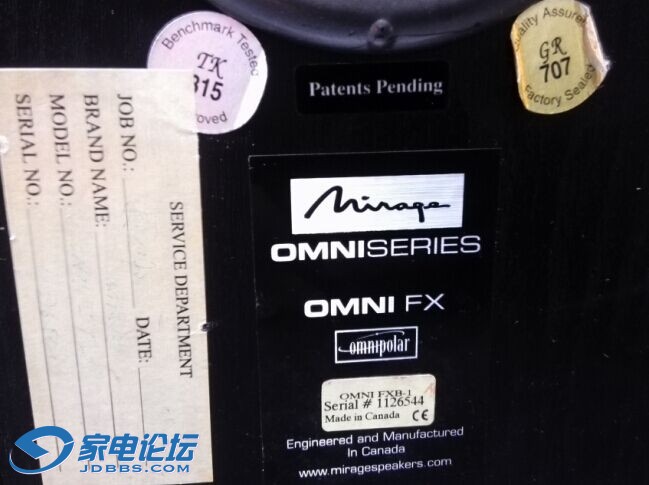 Benchmark Tested
TK
315
Quality Assured
GR
707
Factory Sealed
Patents Pending
SERVICE DEPARTMENT
JOB NO.:
DATE:
BRAND NAME:
MODEL NO.:
SERIAL NO.:
Mirage
OMNISERIES
OMNI FX
omnipolar
OMNI FXB-1
Serial # 1126544
Made in Canada CE
Engineered and Manufactured
In Canada
www.miragespeakers.com
家电论坛
JDBBS.COM